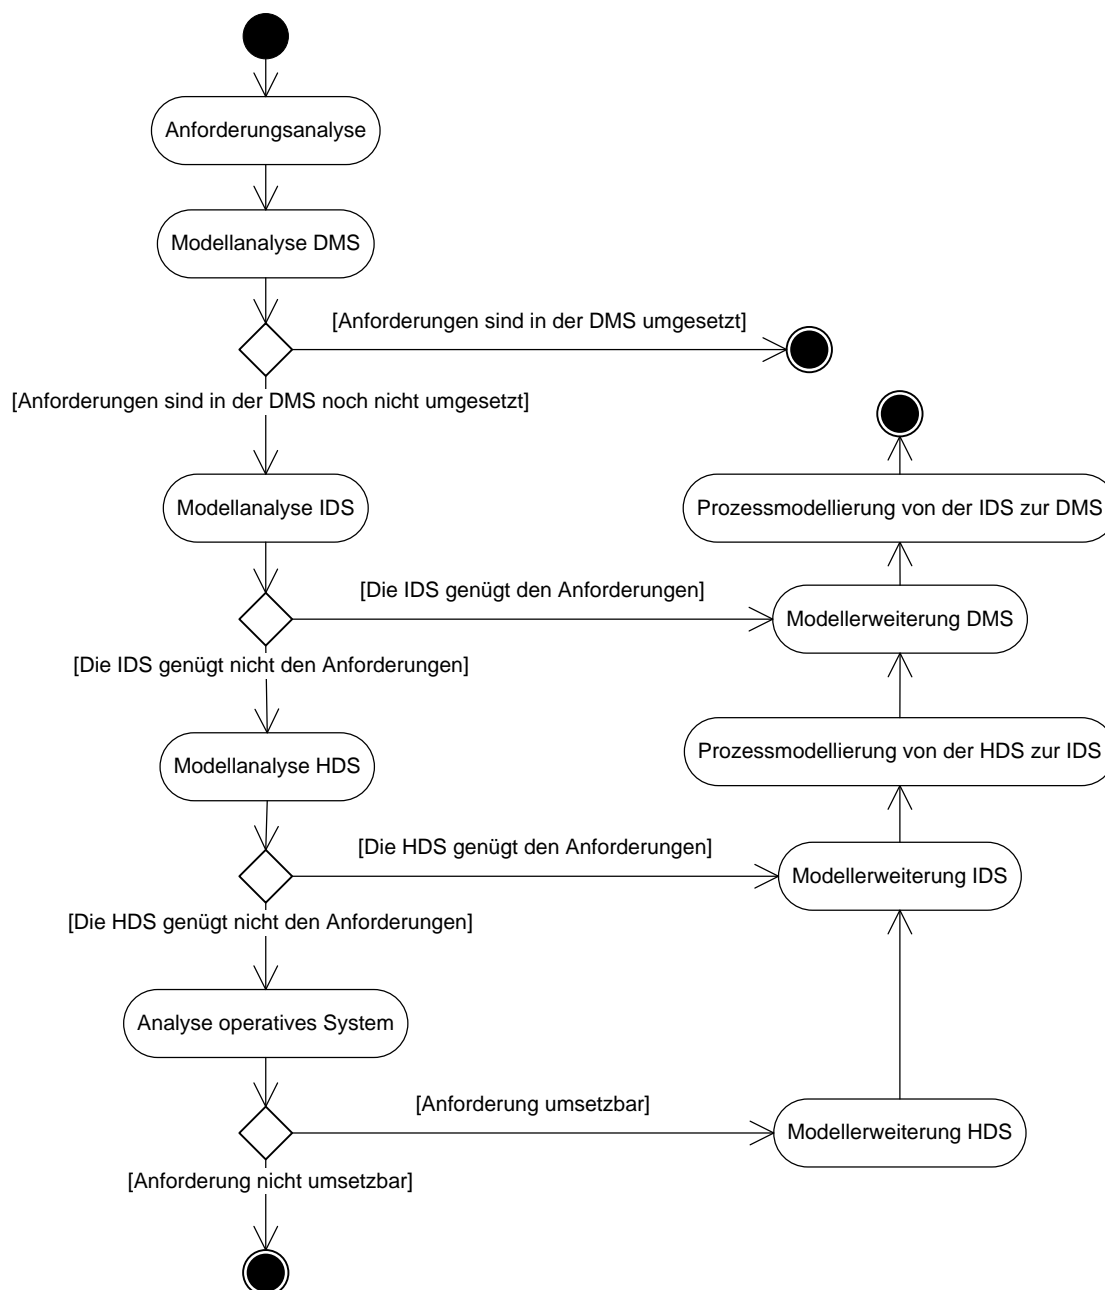 Anforderungsanalyse
Modellanalyse DMS
[Anforderungen sind in der DMS umgesetzt]
[Anforderungen sind in der DMS noch nicht umgesetzt]
Modellanalyse IDS
Prozessmodellierung von der IDS zur DMS
[Die IDS genügt den Anforderungen]
Modellerweiterung DMS
[Die IDS genügt nicht den Anforderungen]
Prozessmodellierung von der HDS zur IDS
Modellanalyse HDS
[Die HDS genügt den Anforderungen]
Modellerweiterung IDS
[Die HDS genügt nicht den Anforderungen]
Analyse operatives System
[Anforderung umsetzbar]
Modellerweiterung HDS
[Anforderung nicht umsetzbar]